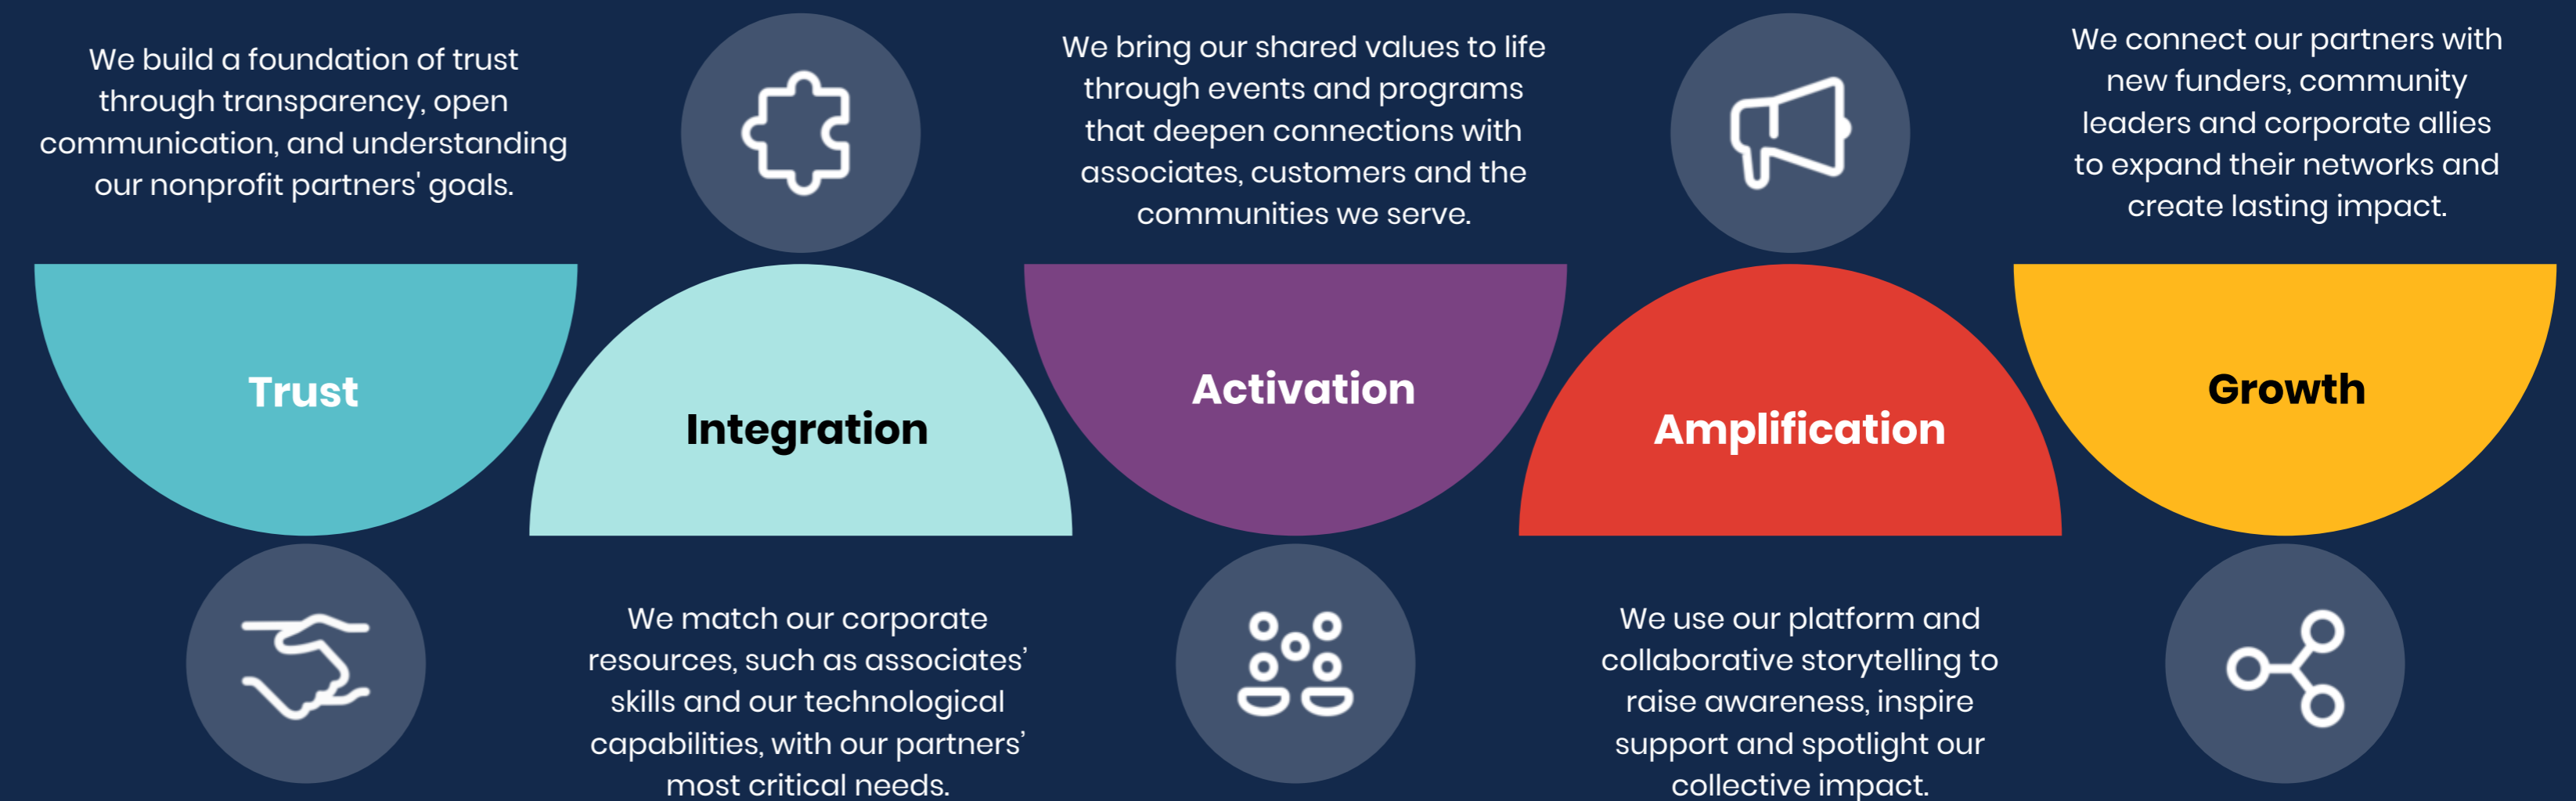 We build a foundation of trust
through transparency, open
communication, and understanding
our nonprofit partners' goals.
Trust
Integration
We match our corporate
resources, such as associates’
skills and our technological
capabilities, with our partners’
most critical needs.
We bring our shared values to life
through events and programs
that deepen connections with
associates, customers and the
communities we serve.
Activation
Amplification
We use our platform and
collaborative storytelling to
raise awareness, inspire
support and spotlight our
collective impact.
We connect our partners with
new funders, community
leaders and corporate allies
to expand their networks and
create lasting impact.
Growth